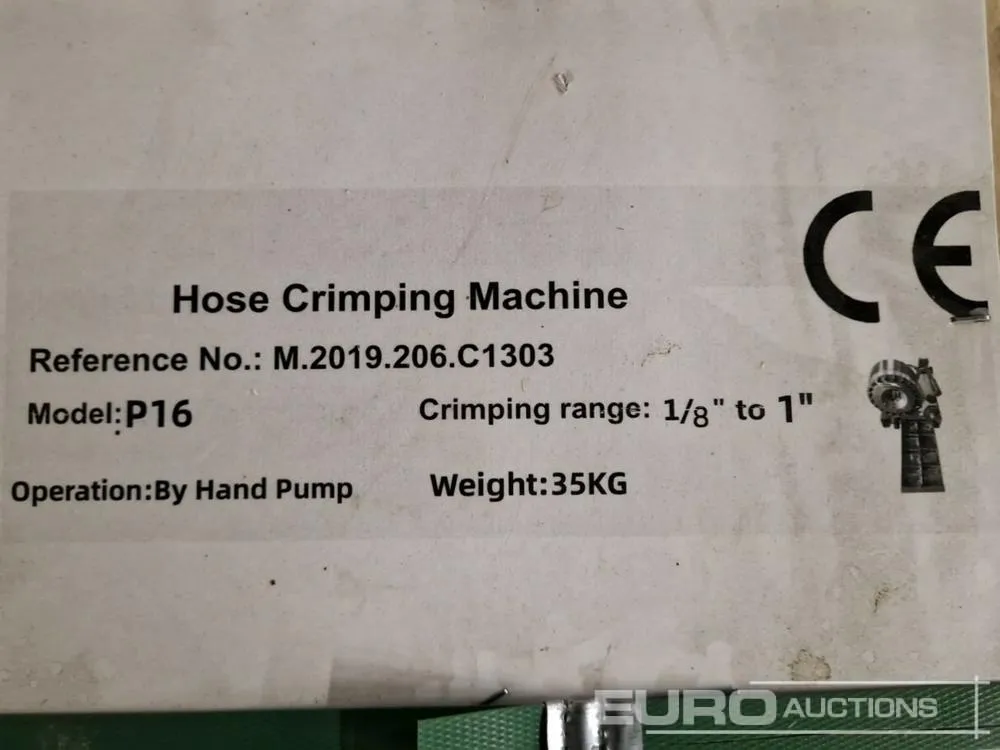 CE
Hose Crimping Machine
Reference No.: M.2019.206.C1303
Model:P16 Crimping range: 1/8" to 1"
Operation:By Hand Pump Weight:35KG
EURO AUCTIONS